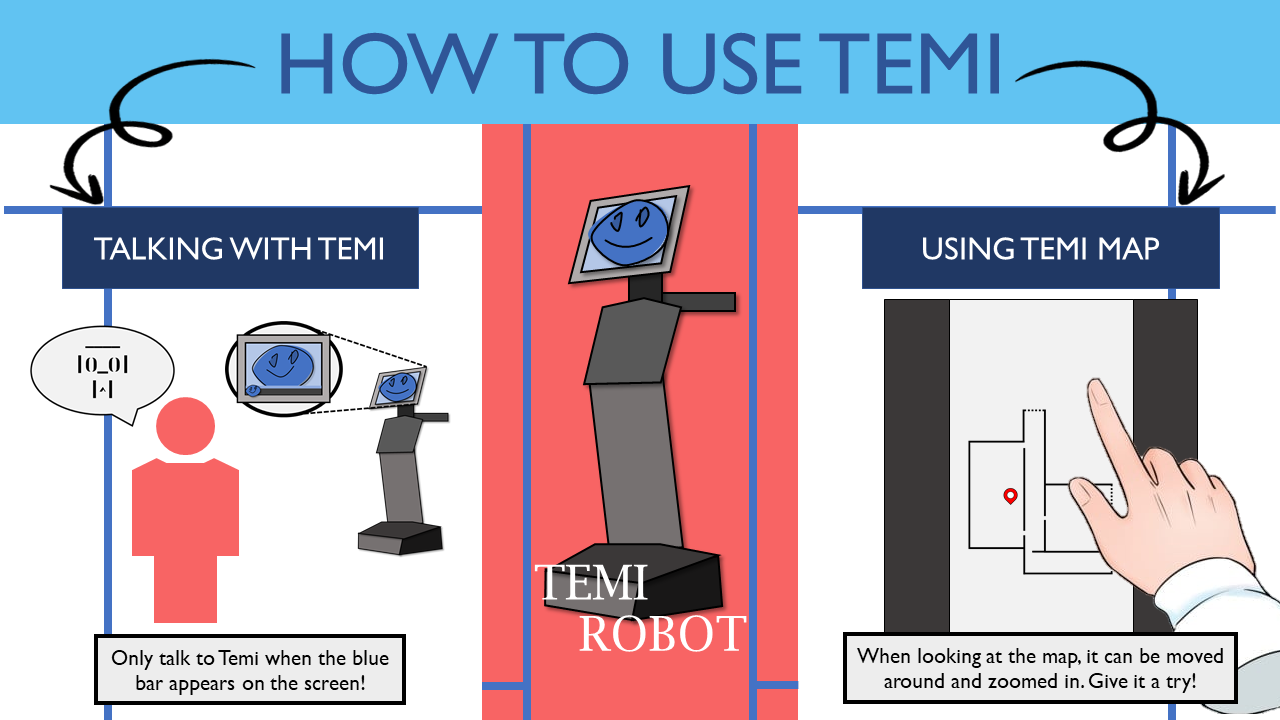 HOW TO USE TEMI
TALKING WITH TEMI
|0_0|
|^|
Only talk to Temi when the blue
bar appears on the screen!
TEMI
ROBOT
USING TEMI MAP
When looking at the map, it can be moved
around and zoomed in. Give it a try!